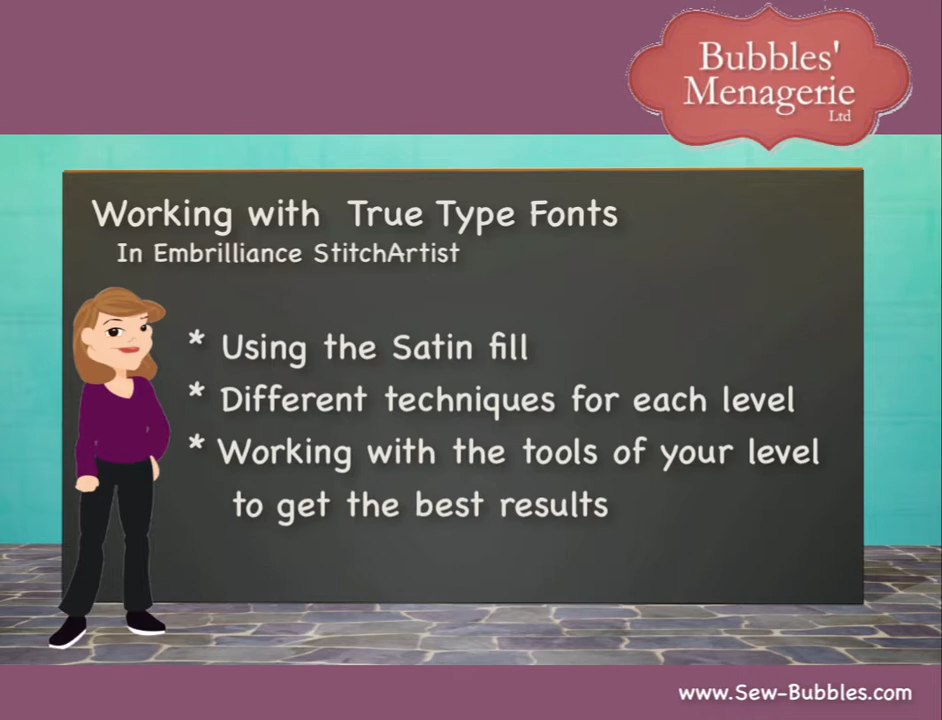 Bubbles'
Menagerie
Ltd
Working with True Type Fonts
In Embrilliance StitchArtist
* Using the Satin fill
* Different techniques for each level
* Working with the tools of your level
to get the best results
www.Sew-Bubbles.com